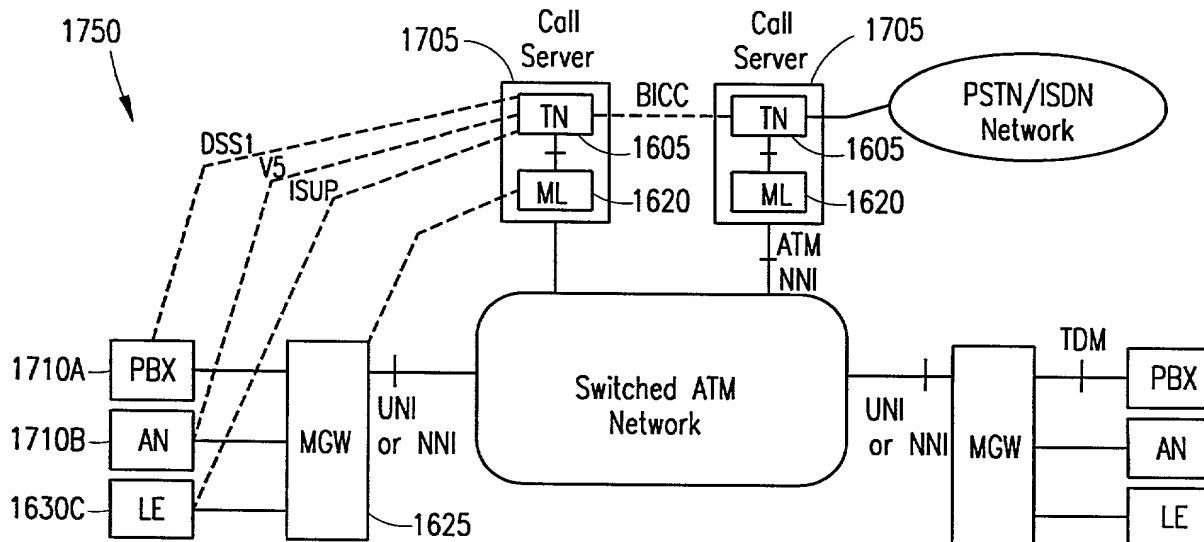 1750
Call
Server
1705
Call
Server
1705
TN
BICC
TN
PSTN/ISDN
Network
DSS1
V5
ISUP
1605
1605
ML
1620
ML
1620
ATM
NNI
1710A
PBX
1710B
AN
1630C
LE
MGW
1625
UNI
or NNI
Switched ATM
Network
UNI
or NNI
MGW
TDM
PBX
AN
LE